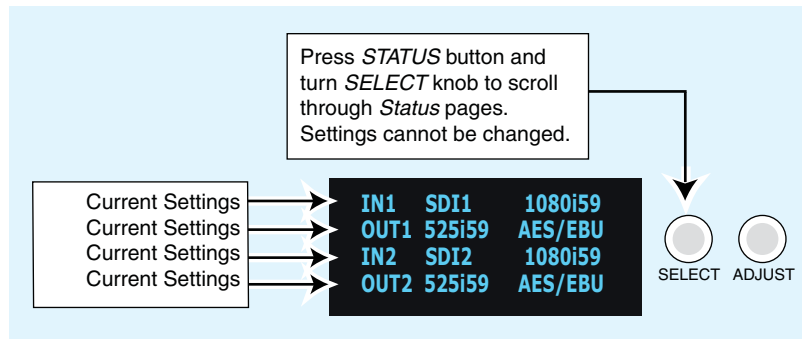 Press STATUS button and
turn SELECT knob to scroll
through Status pages.
Settings cannot be changed.
Current Settings
Current Settings
Current Settings
Current Settings
IN1 SDI1 1080i59
OUT1 525i59 AES/EBU
IN2 SDI2 1080i59
OUT2 525i59 AES/EBU
SELECT ADJUST